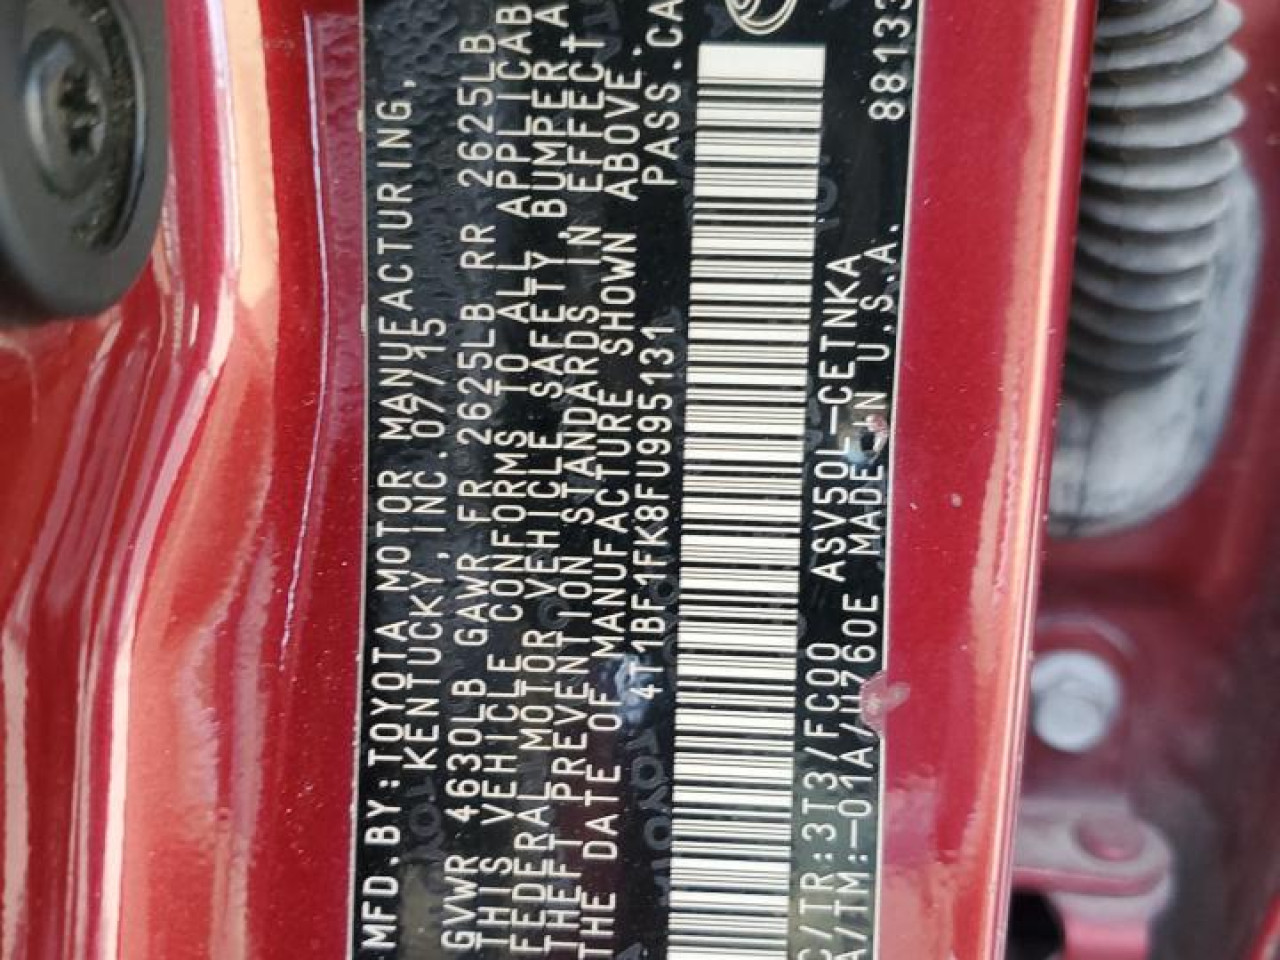 MFD.BY:TOYOTA MOTOR MANUFACTURING,
KENTUCKY,INC.09/15
GVWR 4630LB GAWR FR 2625LB RR 2625LB
THIS VEHICLE CONFORMS TO ALL APPLICAB
FEDERAL MOTOR VEHICLE SAFETY,BUMPER,A
THEFT PREVENTION STANDARDS IN EFFECT
THE DATE OF MANUFACTURE SHOWN ABOVE.
4T1BF1FK8FU995131 PASS.CA
C/TR:3T3/FC00 ASV50L-CETNKA
A/TM:-01A/U760E MADE IN U.S.A. 88133